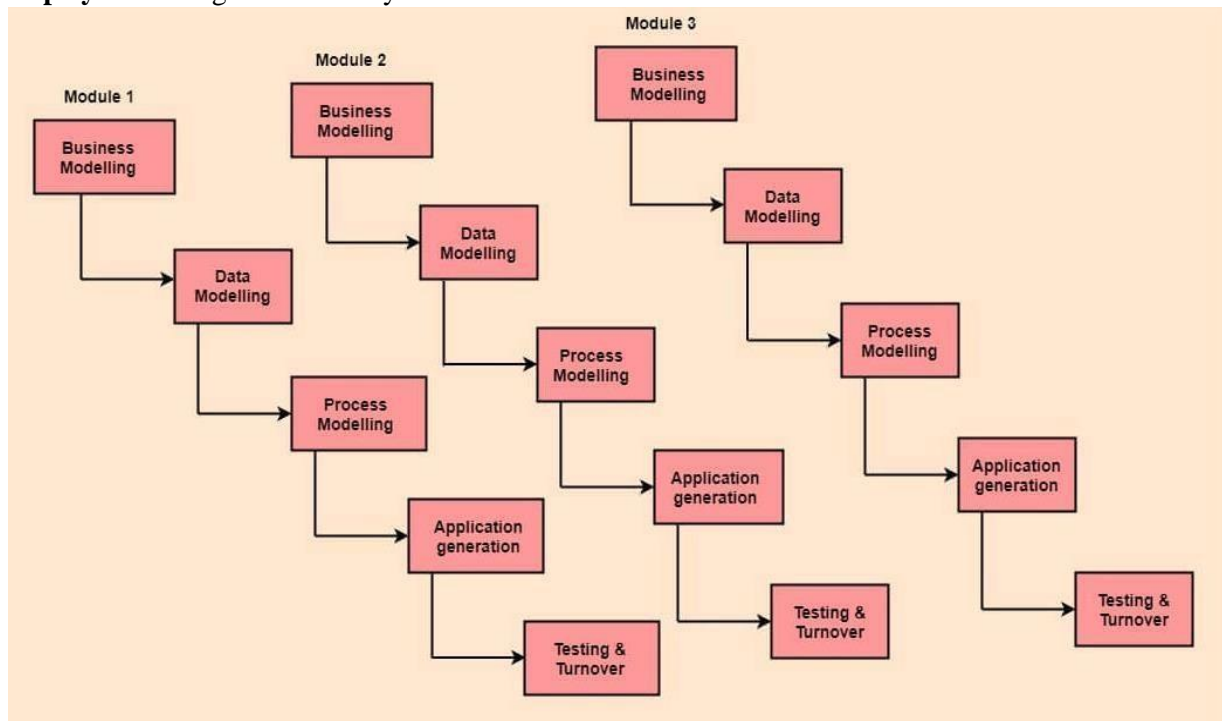 Module 1
Business
Modelling
Data
Modelling
Process
Modelling
Application
generation
Testing &
Turnover
Module 2
Business
Modelling
Data
Modelling
Process
Modelling
Application
generation
Testing &
Turnover
Module 3
Business
Modelling
Data
Modelling
Process
Modelling
Application
generation
Testing &
Turnover